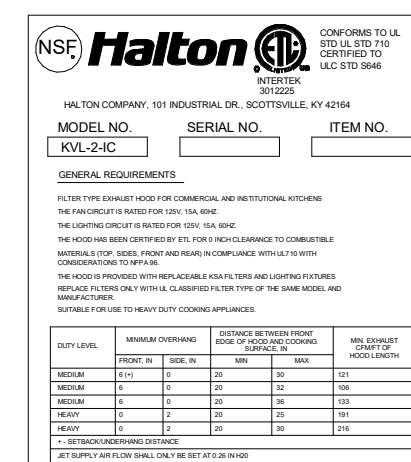 NSF
Halton
ETL
LISTED
US
INTERTEK
3012225
CONFORMS TO UL
STD UL STD 710
CERTIFIED TO
ULC STD S646
HALTON COMPANY, 101 INDUSTRIAL DR., SCOTTSVILLE, KY 42164
MODEL NO. SERIAL NO. ITEM NO.
KVL-2-IC
GENERAL REQUIREMENTS
FILTER TYPE EXHAUST HOOD FOR COMMERCIAL AND INSTITUTIONAL KITCHENS
THE FAN CIRCUIT IS RATED FOR 125V, 15A, 60HZ.
THE LIGHTING CIRCUIT IS RATED FOR 125V, 15A, 60HZ.
THE HOOD HAS BEEN CERTIFIED BY ETL FOR 0 INCH CLEARANCE TO COMBUSTIBLE
MATERIALS (TOP, SIDES, FRONT AND REAR) IN COMPLIANCE WITH UL710 WITH
CONSIDERATIONS TO NFPA 96.
THE HOOD IS PROVIDED WITH REPLACEABLE KSA FILTERS AND LIGHTING FIXTURES
REPLACE FILTERS ONLY WITH UL CLASSIFIED FILTER TYPE OF THE SAME MODEL AND
MANUFACTURER.
SUITABLE FOR USE TO HEAVY DUTY COOKING APPLIANCES.
DUTY LEVEL
MINIMUM OVERHANG
DISTANCE BETWEEN FRONT
EDGE OF HOOD AND COOKING
SURFACE, IN
MIN. EXHAUST
CFM/FT OF
HOOD LENGTH
FRONT, IN SIDE, IN MIN MAX
MEDIUM 6 (+) 0 20 30 121
MEDIUM 6 0 20 32 106
MEDIUM 6 0 20 36 133
HEAVY 0 2 20 25 191
HEAVY 0 2 20 30 216
+ - SETBACK/UNDERHANG DISTANCE
JET SUPPLY AIR FLOW SHALL ONLY BE SET AT 0.26 IN H20